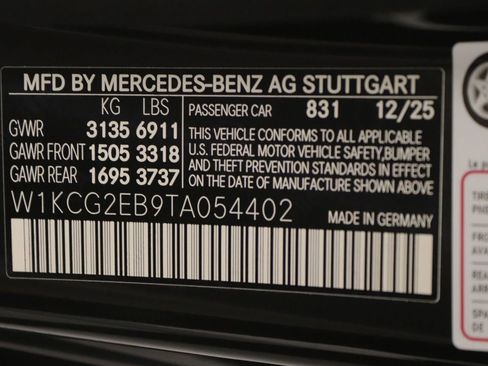 MFD BY MERCEDES-BENZ AG STUTTGART
KG LBS
GVWR 3135 6911
GAWR FRONT 1505 3318
GAWR REAR 1695 3737
PASSENGER CAR 831 12/25
THIS VEHICLE CONFORMS TO ALL APPLICABLE
U.S. FEDERAL MOTOR VEHICLE SAFETY, BUMPER
AND THEFT PREVENTION STANDARDS IN EFFECT
ON THE DATE OF MANUFACTURE SHOWN ABOVE.
W1KCG2EB9TA054402
MADE IN GERMANY